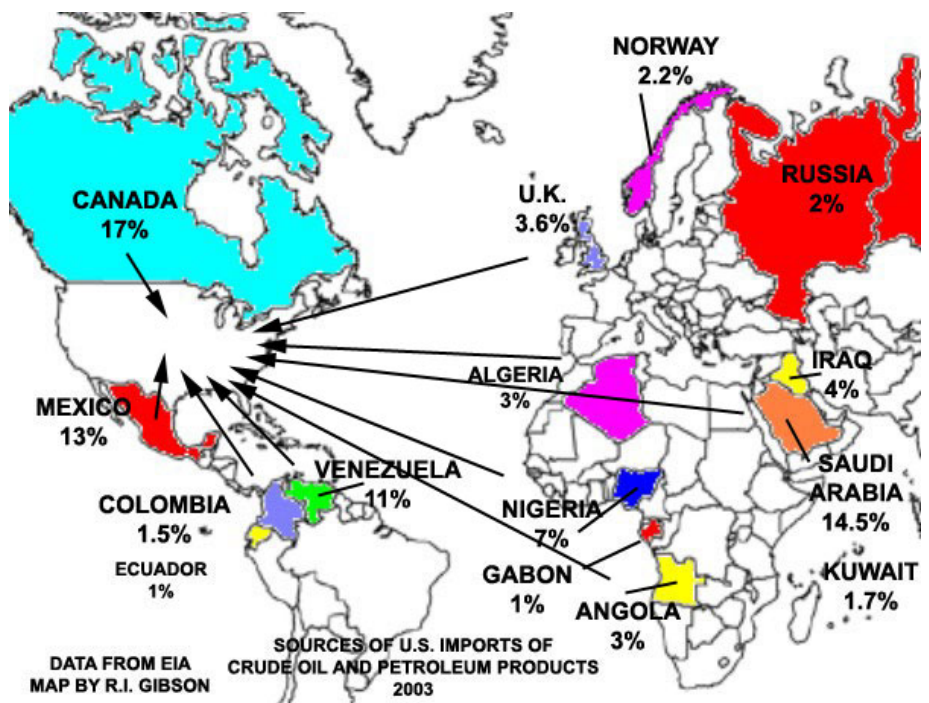 NORWAY
2.2%
CANADA
17%
U.K.
3.6%
RUSSIA
2%
ALGERIA
3%
IRAQ
4%
MEXICO
13%
VENEZUELA
11%
SAUDI
ARABIA
14.5%
COLOMBIA
1.5%
NIGERIA
7%
ECUADOR
1%
GABON
1%
ANGOLA
3%
KUWAIT
1.7%
SOURCES OF U.S. IMPORTS OF
CRUDE OIL AND PETROLEUM PRODUCTS
2003
DATA FROM EIA
MAP BY R.I. GIBSON